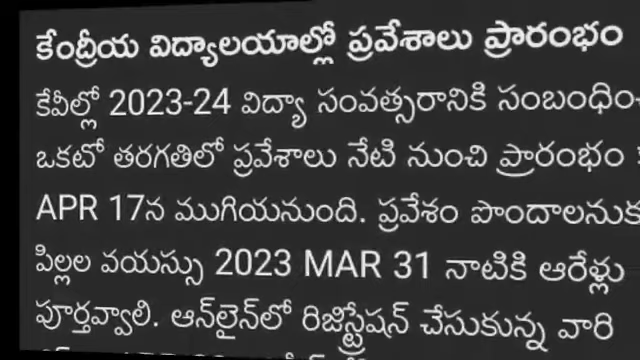 కేంద్రీయ విద్యాలయాల్లో ప్రవేశాలు ప్రారంభం
కేవీల్లో 2023-24 విద్యా సంవత్సరానికి
ఒకటో తరగతిలో ప్రవేశాలు నేటి నుంచి ప్రారంభం
APR 17న ముగియనుంది. ప్రవేశం
పిల్లల వయస్సు 2023 MAR 31 నాటికి ఆరేళ్లు
పూర్తవ్వాలి. ఆన్‌లైన్‌లో రిజిస్ట్రేషన్ చేసుకున్న వారి